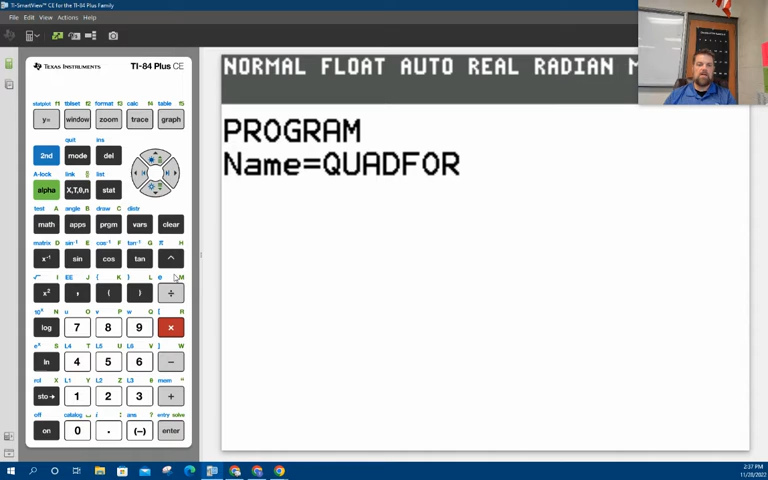 TI-SmartView™ CE for the TI-84 Plus Family
File Edit View Actions Help
TEXAS INSTRUMENTS TI-84 Plus CE
NORMAL FLOAT AUTO REAL RADIAN M
PROGRAM
Name=QUADFOR
statplot f1 tblset f2 format f3 calc f4 table f5
y= window zoom trace graph
quit ins
2nd mode del
A-lock link list
alpha X,T,θ,n stat
test A angle B draw C distr
math apps prgm vars clear
matrix D sin⁻¹ E cos⁻¹ F tan⁻¹ G π H
x⁻¹ sin cos tan ^
√ I EE J { K } L e M
x² , ( ) ÷
10ˣ N u O v P w Q [ R
log 7 8 9 ×
eˣ S L4 T L5 U L6 V ]
ln 4 5 6 −
rcl X L1 Y L2 Z L3 θ mem "
sto→ 1 2 3 +
off catalog i : ans ? entry solve
on 0 . (−) enter
2:37 PM
11/28/2022